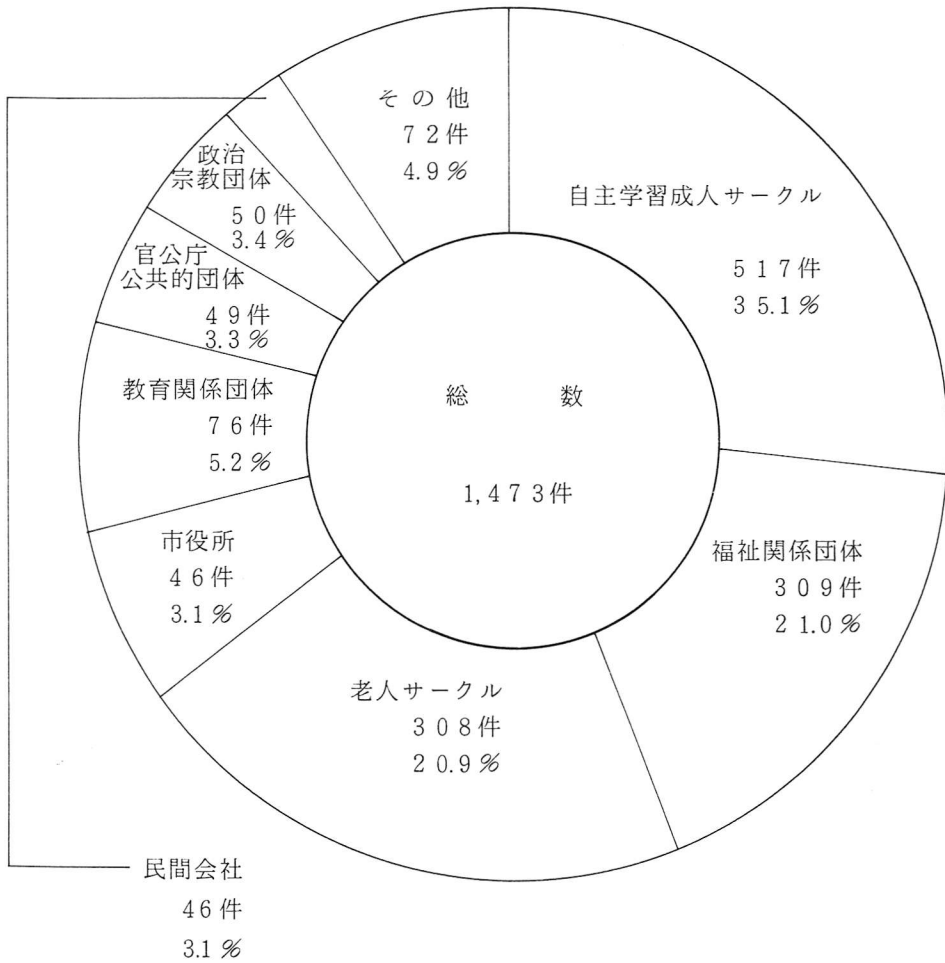 その他
72件
4.9%
自主学習成人サークル
517件
35.1%
福祉関係団体
309件
21.0%
老人サークル
308件
20.9%
市役所
46件
3.1%
教育関係団体
76件
5.2%
官公庁
公共的団体
49件
3.3%
政治
宗教団体
50件
3.4%
民間会社
46件
3.1%
総数
1,473件